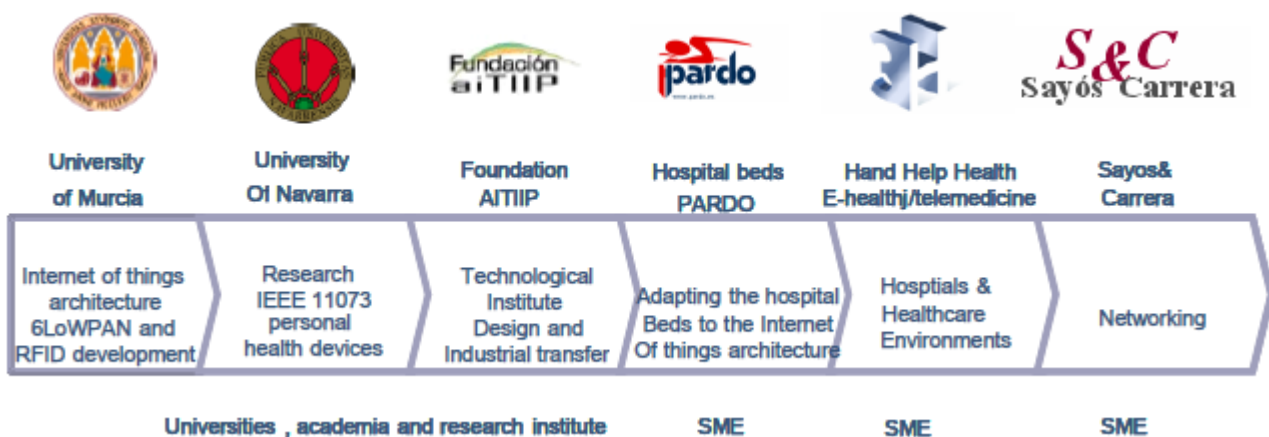 Fundación
aiTIIP
pardo
S&C
Sayós Carrera
University
of Murcia
University
Of Navarra
Foundation
AITIIP
Hospital beds
PARDO
Hand Help Health
E-healthj/telemedicine
Sayos&
Carrera
Internet of things
architecture
6LoWPAN and
RFID development
Research
IEEE 11073
personal
health devices
Technological
Institute
Design and
Industrial transfer
Adapting the hospital
Beds to the Internet
Of things architecture
Hosptials &
Healthcare
Environments
Networking
Universities , academia and research institute
SME
SME
SME